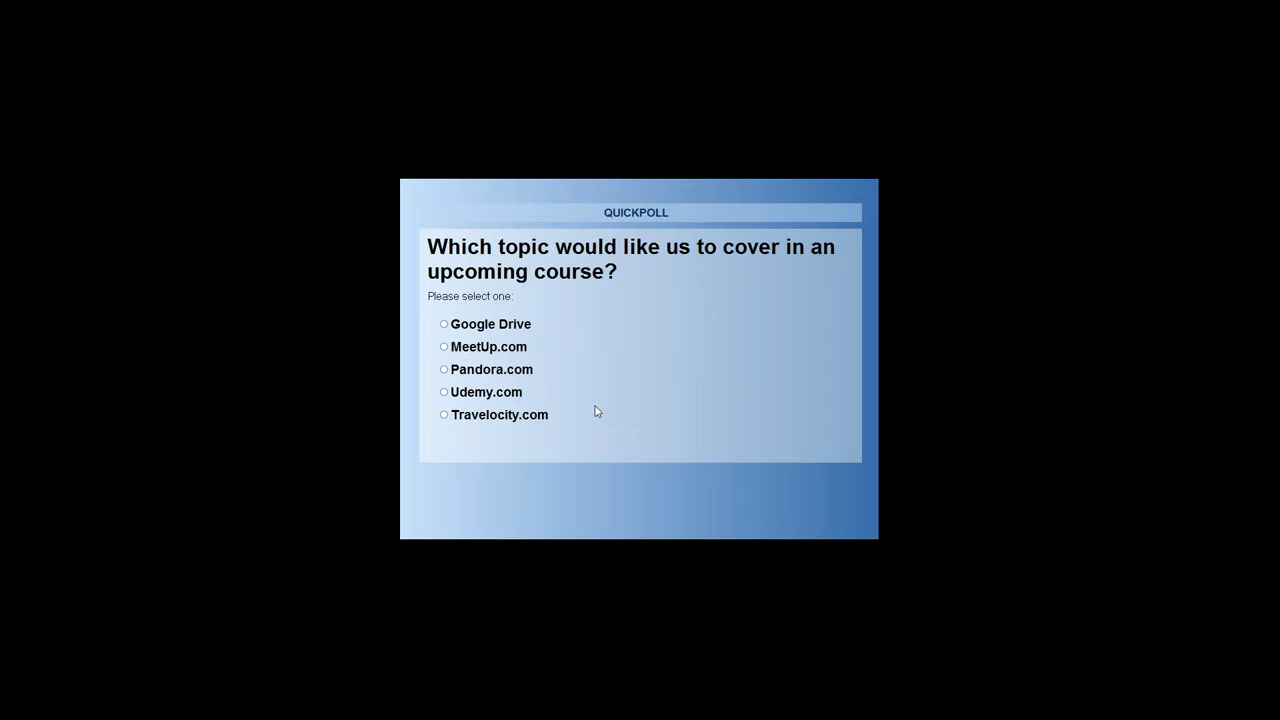 QUICKPOLL
Which topic would like us to cover in an
upcoming course?
Please select one:
Google Drive
MeetUp.com
Pandora.com
Udemy.com
Travelocity.com